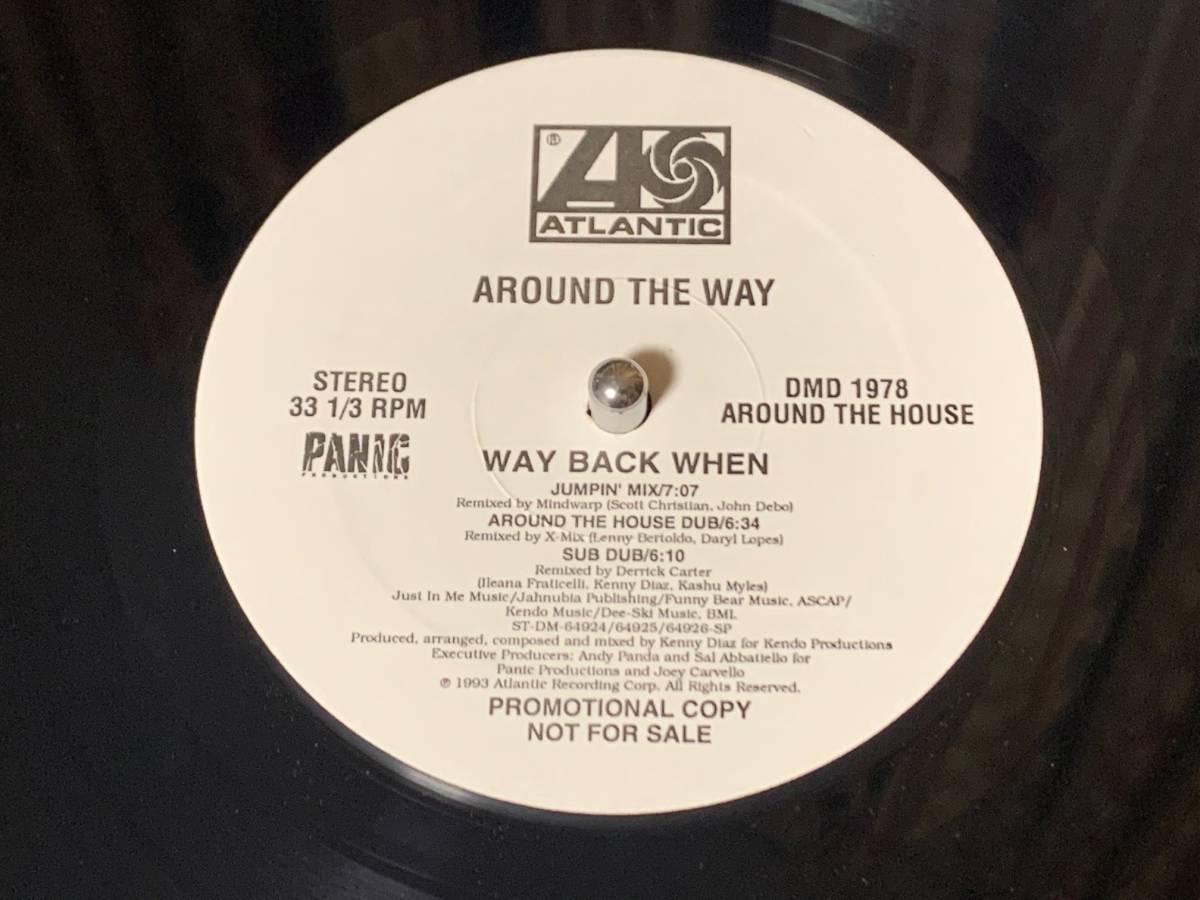 ®
ATLANTIC
AROUND THE WAY
STEREO
33 1/3 RPM
DMD 1978
AROUND THE HOUSE
PANIC
PRODUCTIONS
WAY BACK WHEN
JUMPIN' MIX/7:07
Remixed by Mindwarp (Scott Christian, John Debo)
AROUND THE HOUSE DUB/6:34
Remixed by X-Mix (Lenny Bertoldo, Daryl Lopes)
SUB DUB/6:10
Remixed by Derrick Carter
(Ileana Fraticelli, Kenny Diaz, Kashu Myles)
Just In Me Music/Jahnubia Publishing/Funny Bear Music, ASCAP/
Kendo Music/Dee-Ski Music, BMI.
ST-DM-64924/64925/64926-SP
Produced, arranged, composed and mixed by Kenny Diaz for Kendo Productions
Executive Producers: Andy Panda and Sal Abbatiello for
Panic Productions and Joey Carvello
℗ 1993 Atlantic Recording Corp. All Rights Reserved.
PROMOTIONAL COPY
NOT FOR SALE